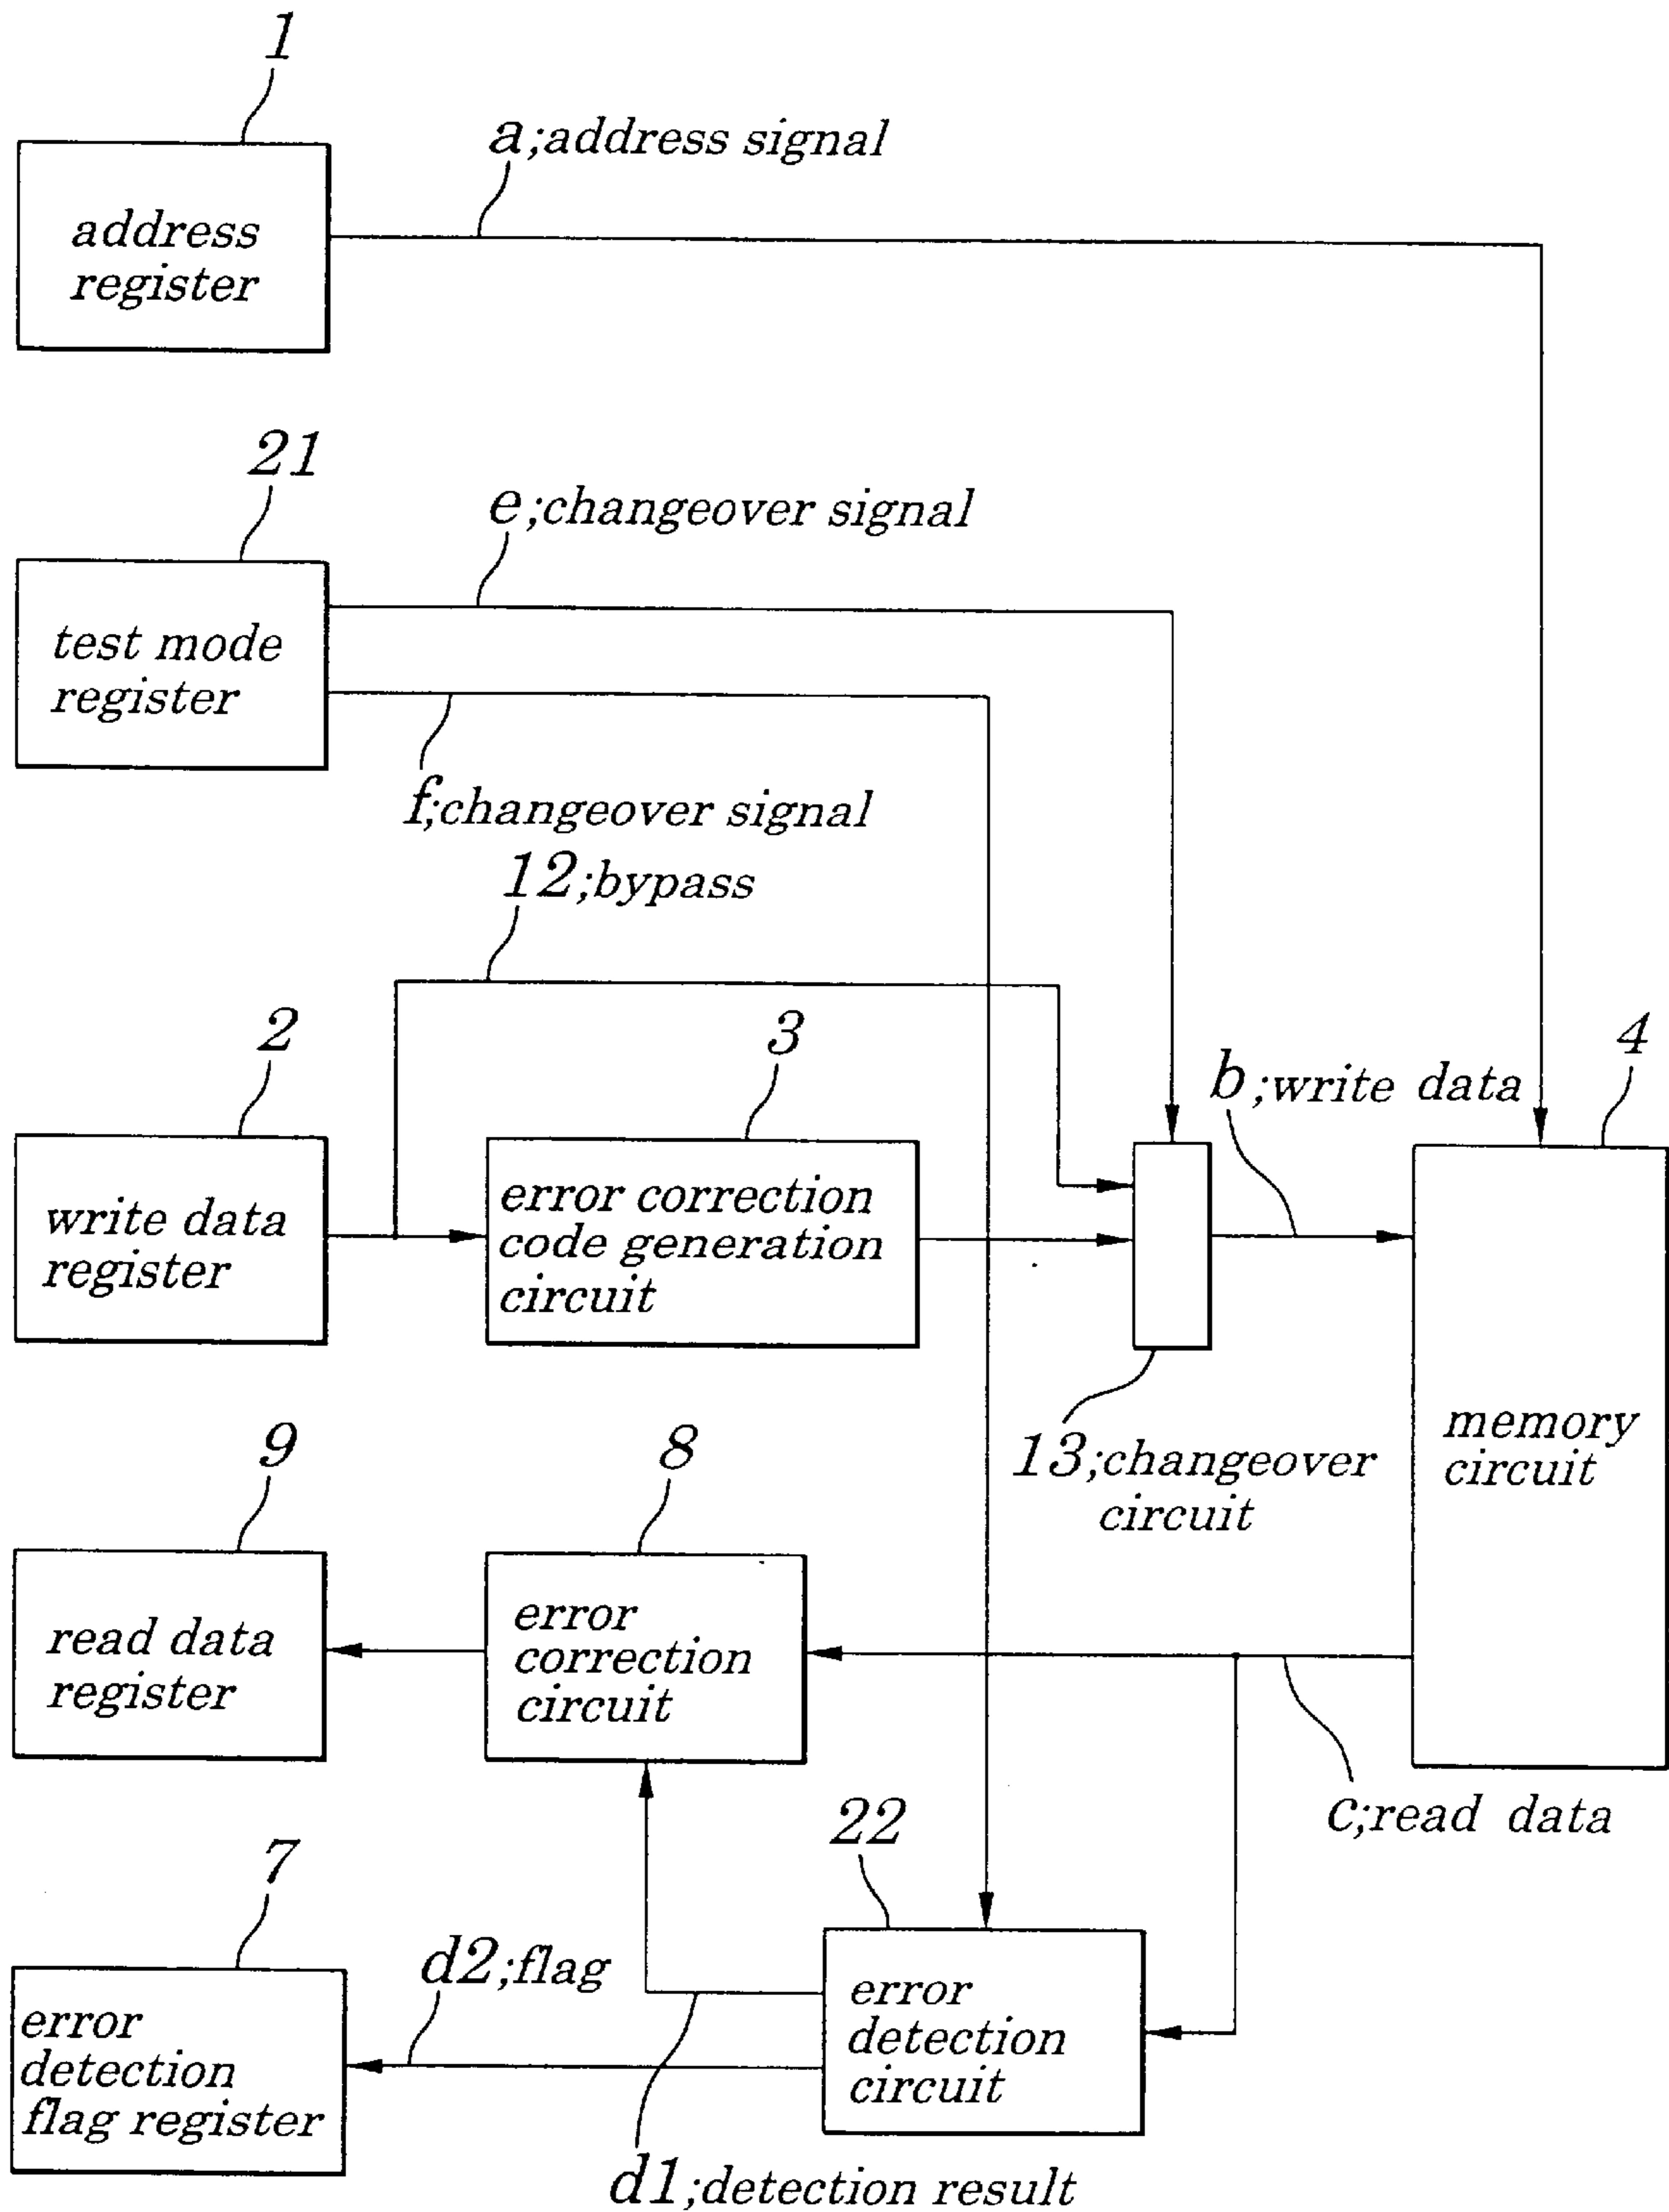 1
a;address signal
address
register
21
e;changeover signal
test mode
register
f;changeover signal
12;bypass
2
3
4
b;write data
write data
register
error correction
code generation
circuit
memory
circuit
13;changeover
circuit
9
8
read data
register
error
correction
circuit
c;read data
22
7
d2;flag
error
detection
circuit
error
detection
flag register
d1;detection result